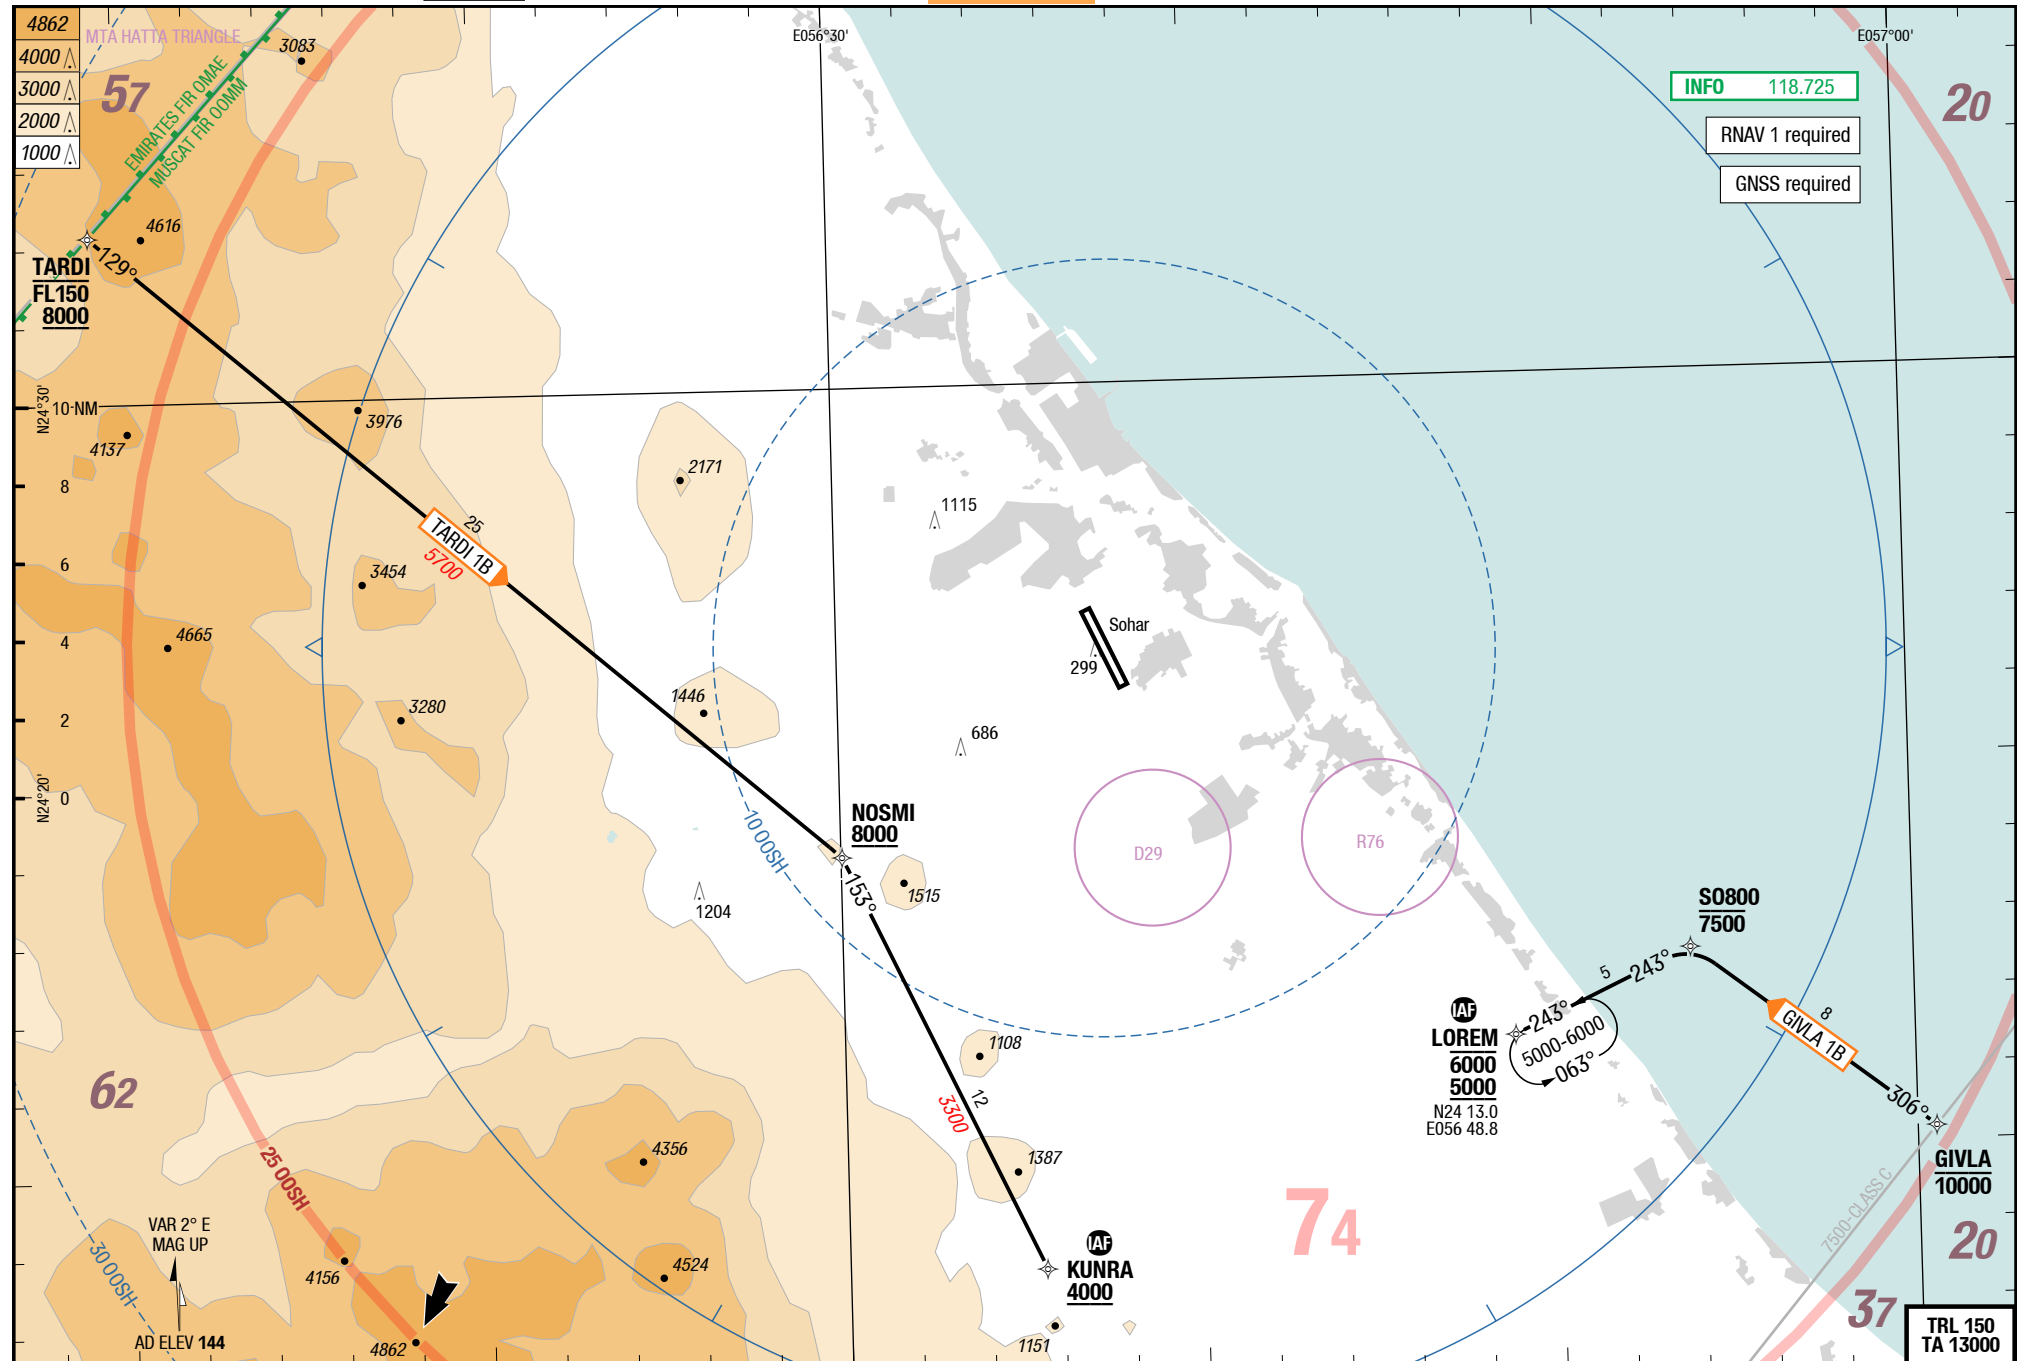 4862
4000
3000
2000
1000
MTA HATTA TRIANGLE
57
3083
EMIRATES FIR OMAE
MUSCAT FIR OOMM
E056°30'
E057°00'
INFO 118.725
RNAV 1 required
GNSS required
20
4616
TARDI
FL150
8000
129°
N24°30'
10 NM
8
6
4
2
0
N24°20'
4137
3976
2171
1115
25
TARDI 1B
5700
3454
4665
3280
1446
Sohar
299
686
NOSMI
8000
153°
10 00SH
1515
1204
D29
R76
SO800
7500
5
243°
243°
IAF
LOREM
6000
5000
N24 13.0
E056 48.8
5000-6000
063°
8
GIVLA 1B
306°
GIVLA
10000
7500-CLASS C
20
37
62
1108
12
3300
1387
4356
4524
25 00SH
30 00SH
VAR 2° E
MAG UP
AD ELEV 144
4156
4862
IAF
KUNRA
4000
1151
74
TRL 150
TA 13000